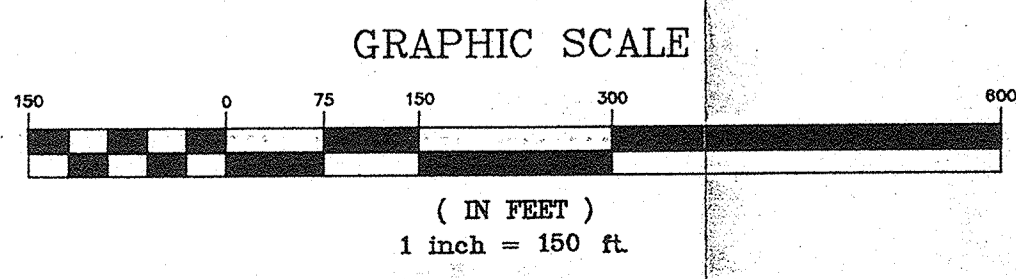 GRAPHIC SCALE
150 0 75 150 300 600
( IN FEET )
1 inch = 150 ft.